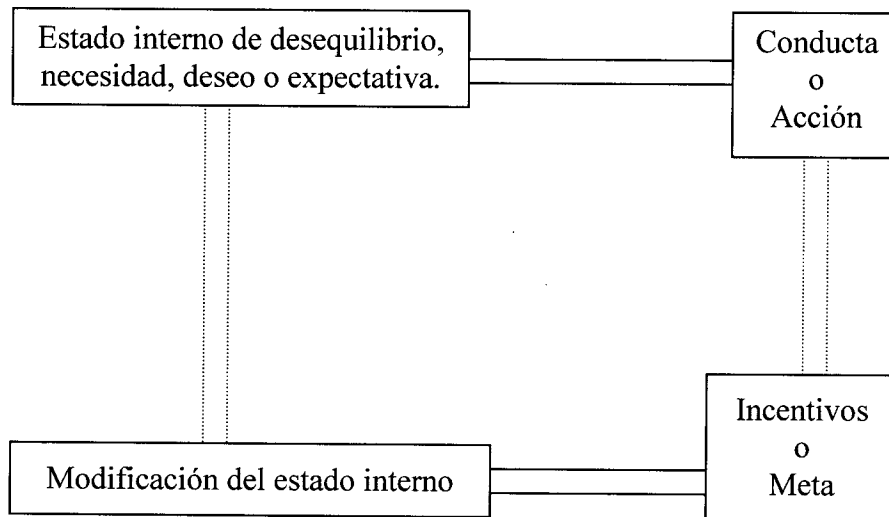 Estado interno de desequilibrio,
necesidad, deseo o expectativa.
Conducta
o
Acción
Incentivos
o
Meta
Modificación del estado interno